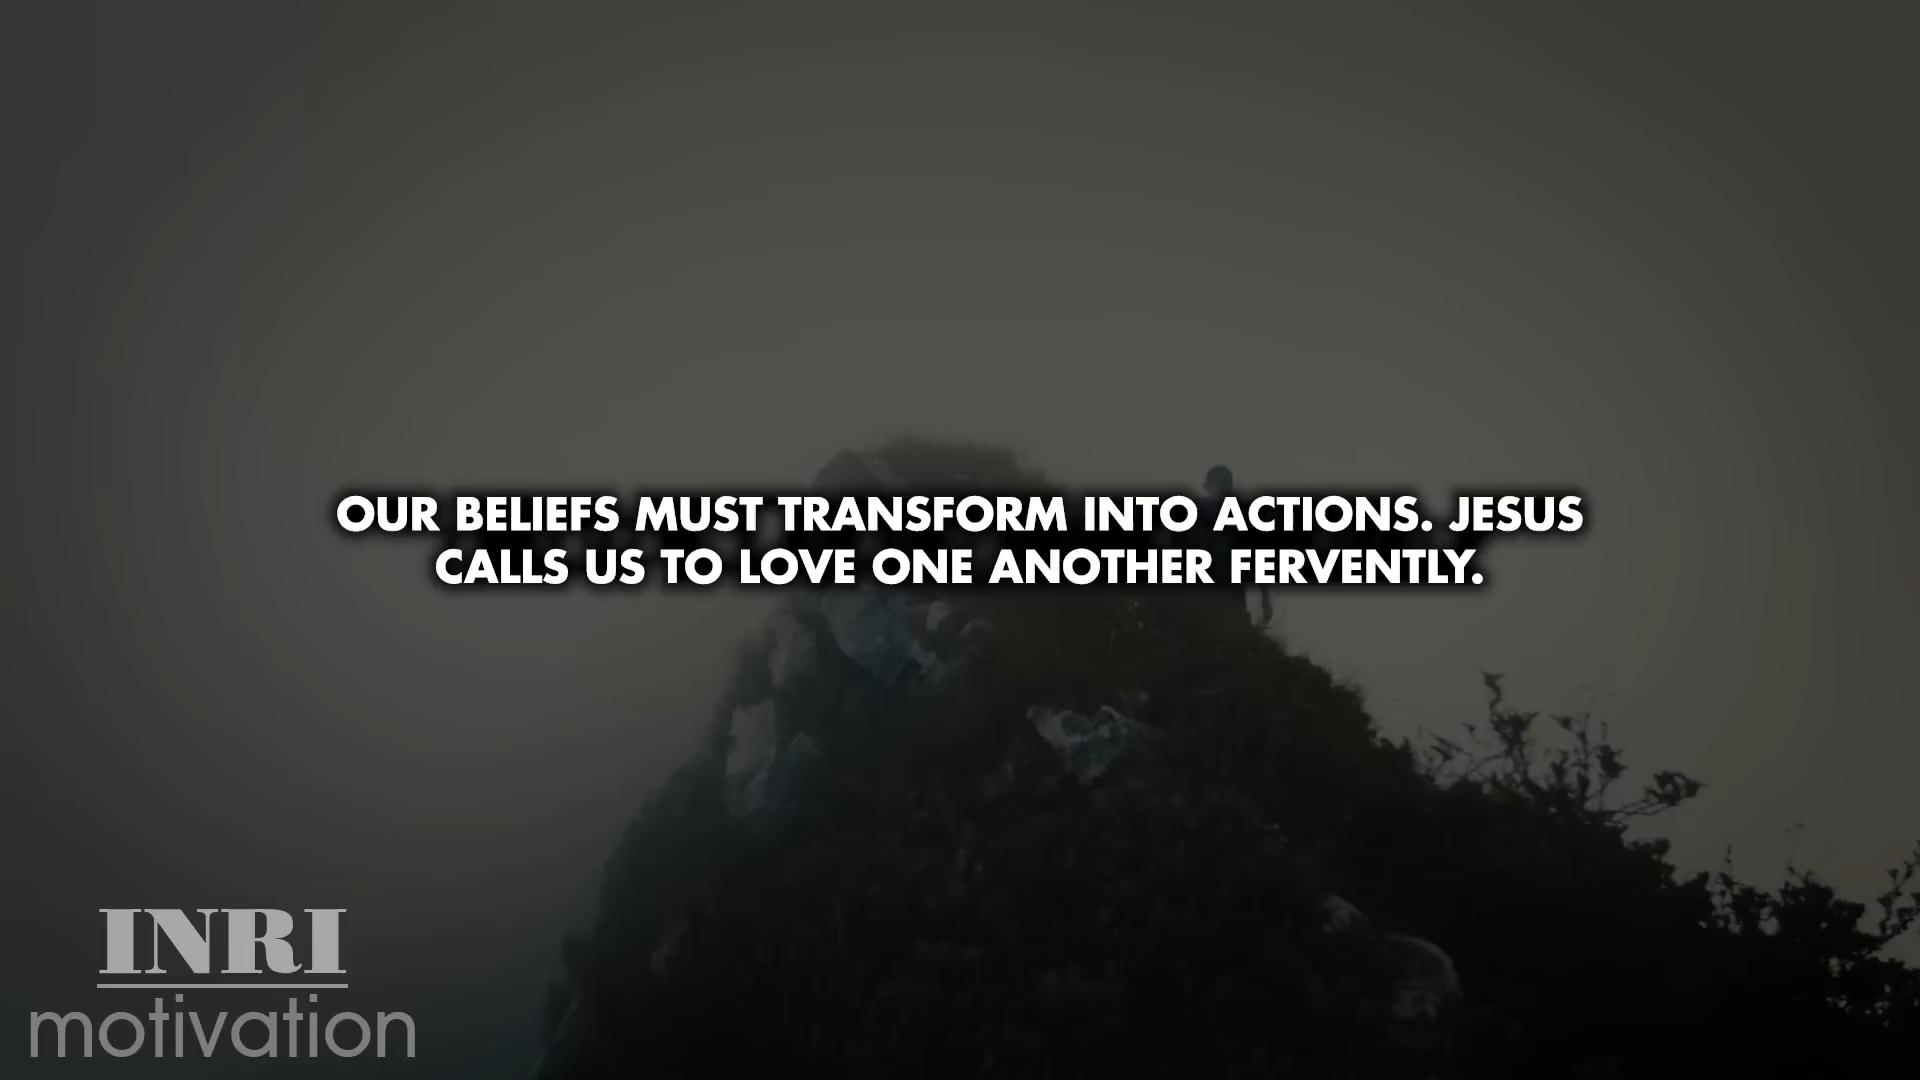 OUR BELIEFS MUST TRANSFORM INTO ACTIONS. JESUS
CALLS US TO LOVE ONE ANOTHER FERVENTLY.
INRI
motivation